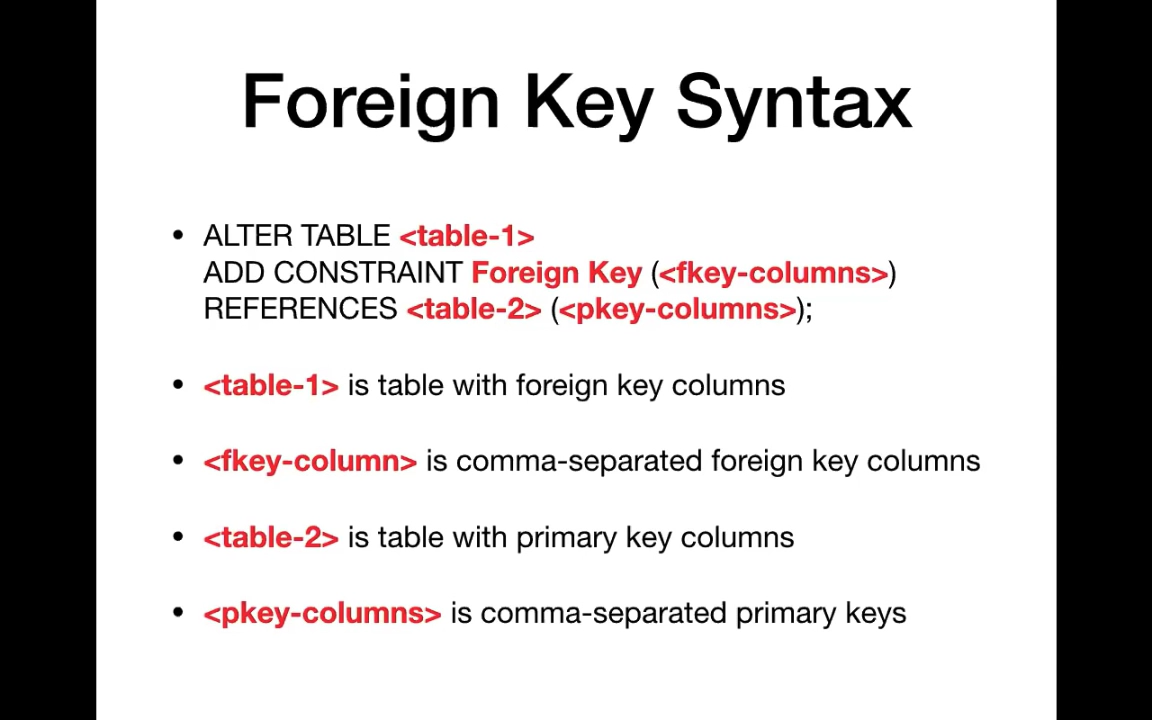 Foreign Key Syntax
• ALTER TABLE <table-1>
ADD CONSTRAINT Foreign Key (<fkey-columns>)
REFERENCES <table-2> (<pkey-columns>);
• <table-1> is table with foreign key columns
• <fkey-column> is comma-separated foreign key columns
• <table-2> is table with primary key columns
• <pkey-columns> is comma-separated primary keys